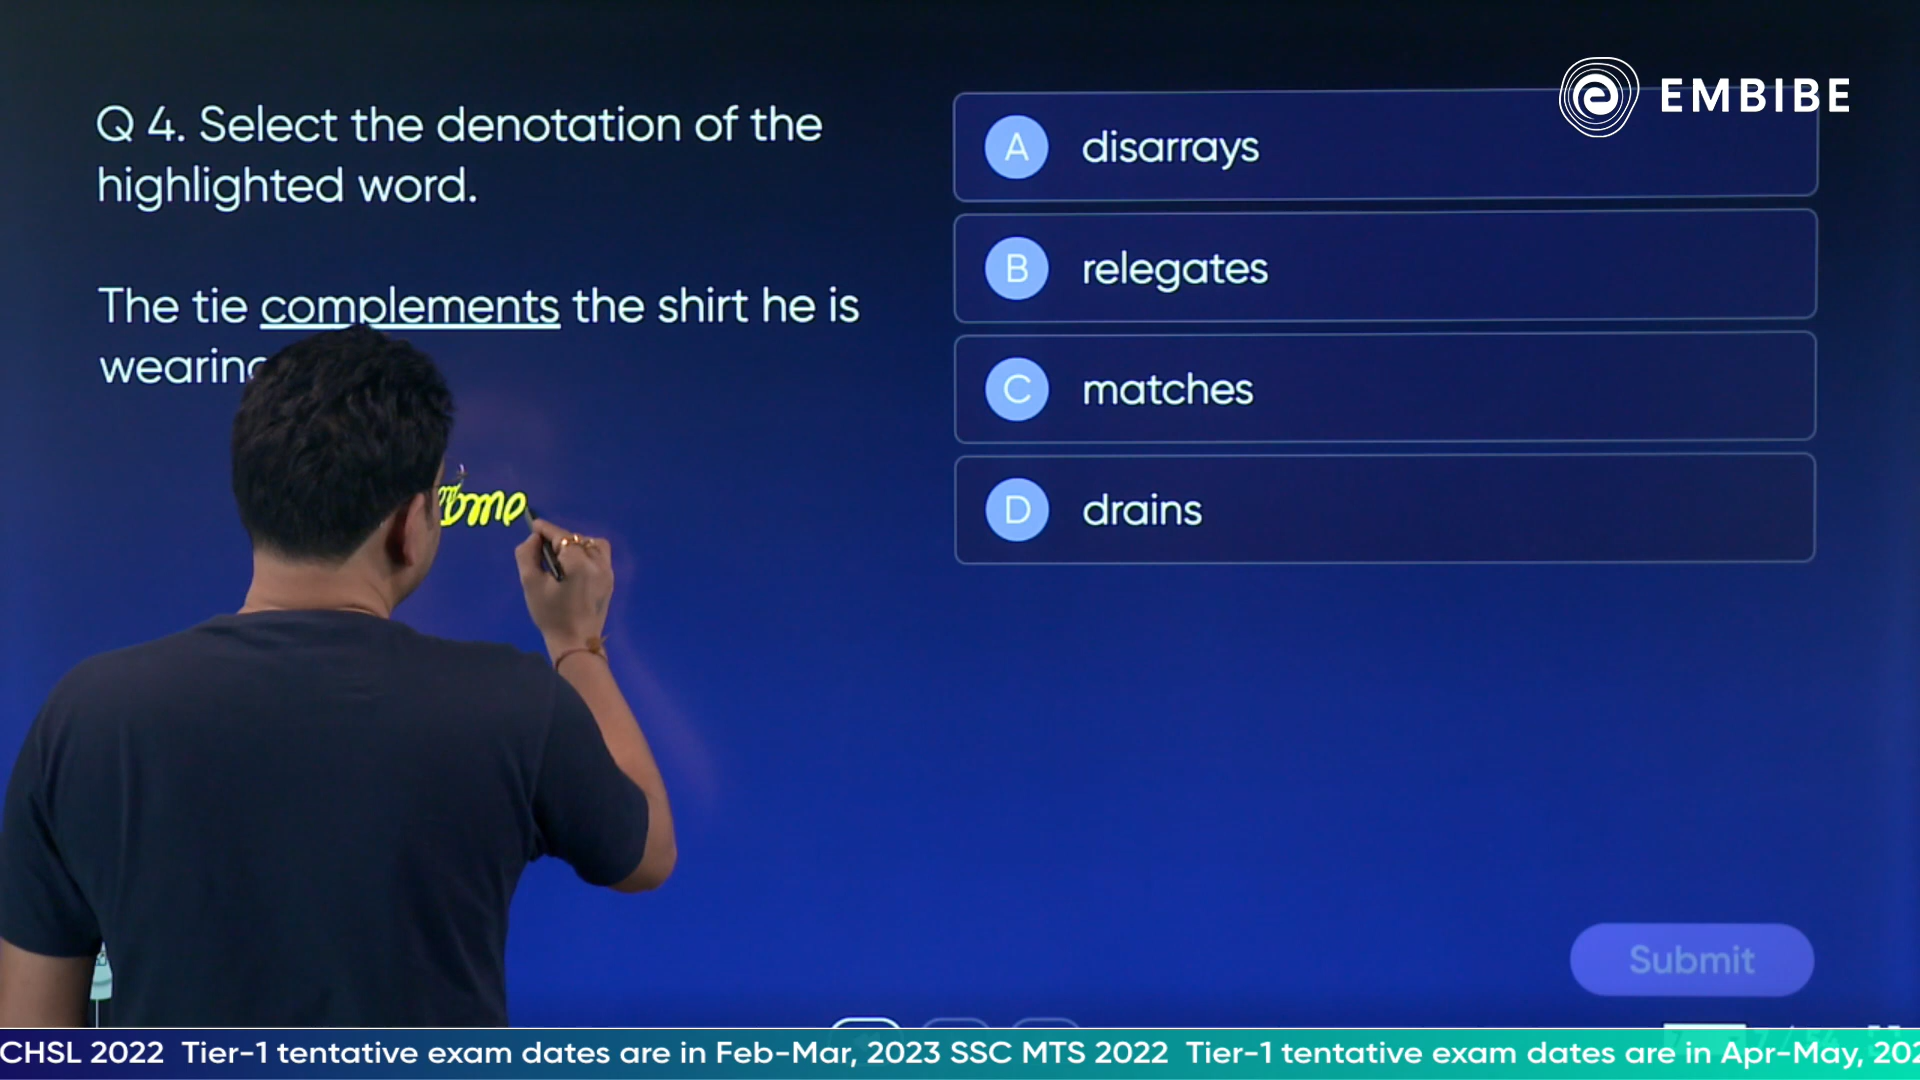 EMBIBE
Q 4. Select the denotation of the
highlighted word.
The tie complements the shirt he is
wearing
A disarrays
B relegates
C matches
D drains
Submit
CHSL 2022 Tier-1 tentative exam dates are in Feb-Mar, 2023 SSC MTS 2022 Tier-1 tentative exam dates are in Apr-May, 202